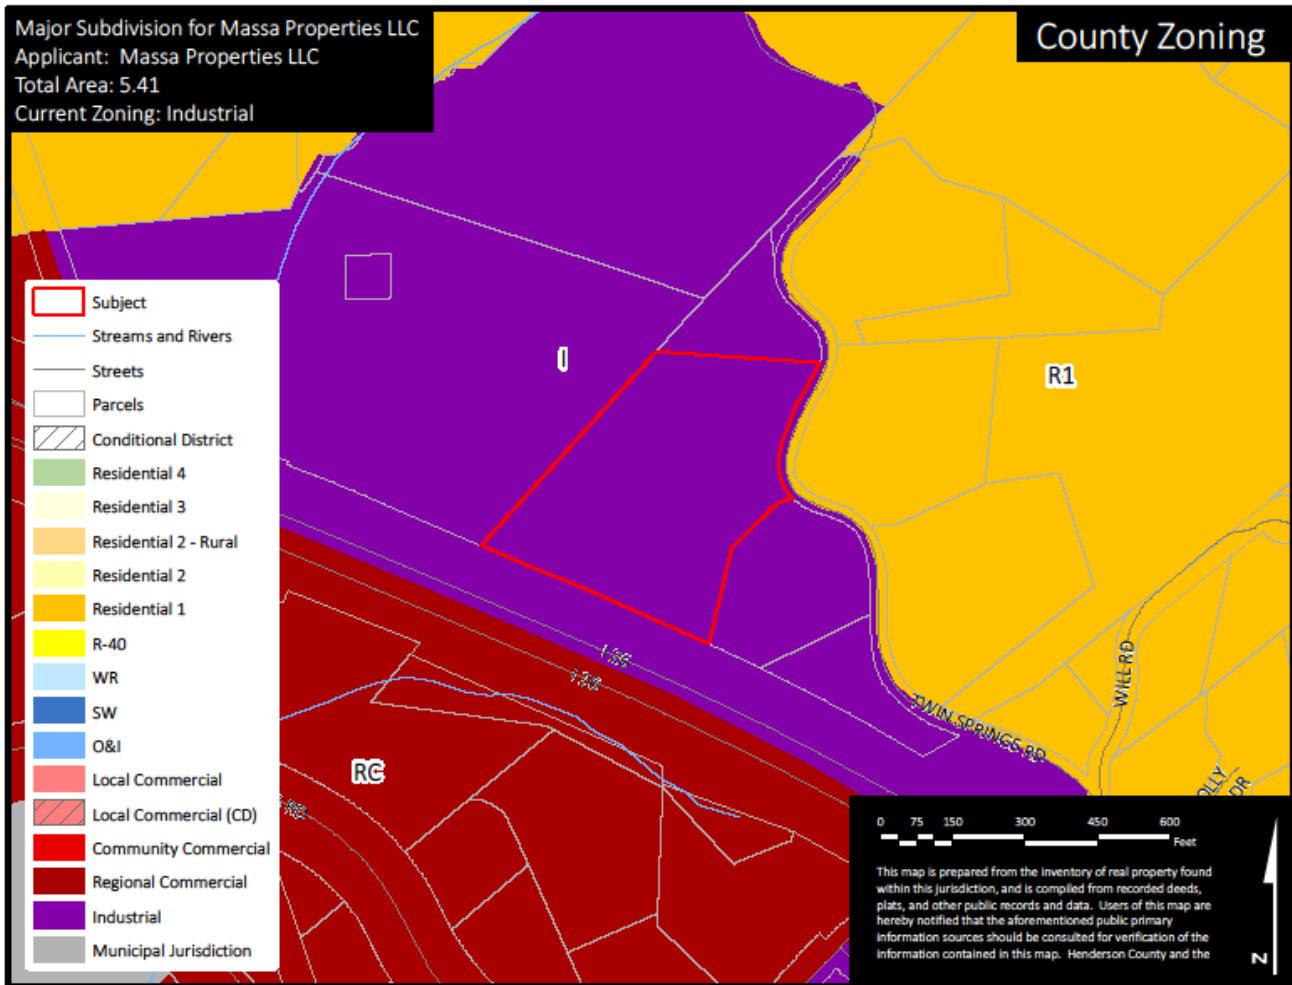 Major Subdivision for Massa Properties LLC
Applicant: Massa Properties LLC
Total Area: 5.41
Current Zoning: Industrial
County Zoning
Subject
Streams and Rivers
Streets
Parcels
Conditional District
Residential 4
Residential 3
Residential 2 - Rural
Residential 2
Residential 1
R-40
WR
SW
O&I
Local Commercial
Local Commercial (CD)
Community Commercial
Regional Commercial
Industrial
Municipal Jurisdiction
I
R1
RC
I-26
I-26
TWIN SPRINGS RD
WILL RD
OLLY
DR
RD
0 75 150 300 450 600
Feet
This map is prepared from the inventory of real property found
within this jurisdiction, and is compiled from recorded deeds,
plats, and other public records and data. Users of this map are
hereby notified that the aforementioned public primary
information sources should be consulted for verification of the
information contained in this map. Henderson County and the
N